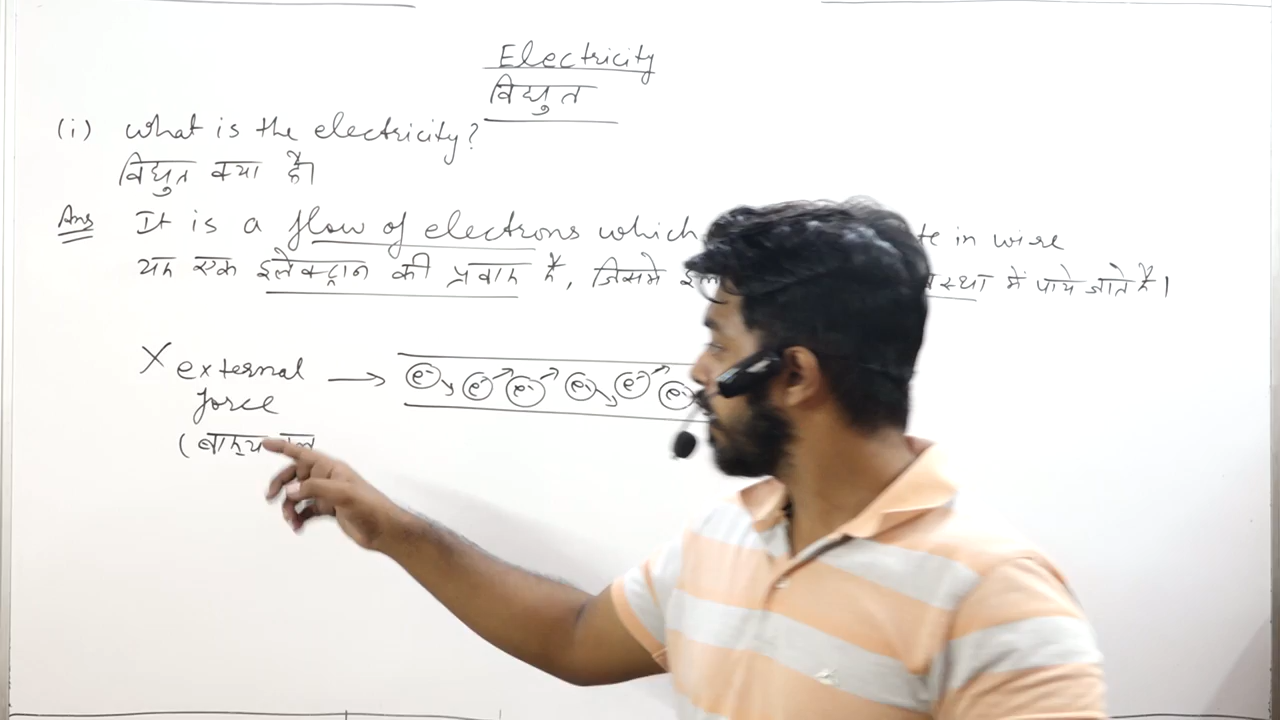 Electricity
विद्युत
(i) what is the electricity?
विद्युत क्या है।
Ans It is a flow of electrons which in wire
यह एक इलेक्ट्रान की प्रवाह है, जिसमे में पाये जाते है।
X external
force
(बाह्य
e- e- e- e- e- e-